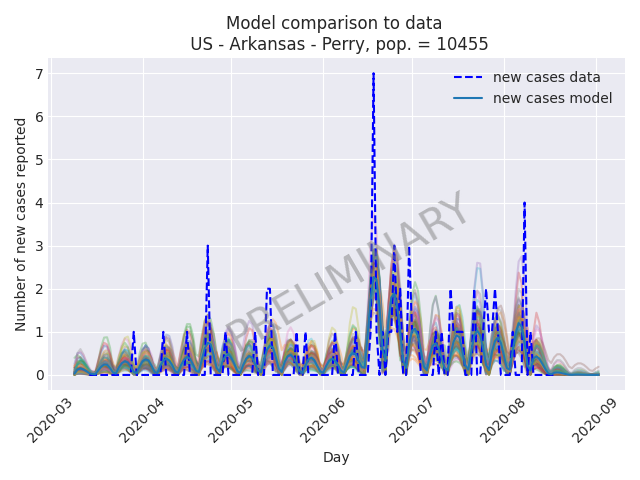 Model comparison to data
US - Arkansas - Perry, pop. = 10455
new cases data
new cases model
7
6
5
4
3
2
1
0
Number of new cases reported
PRELIMINARY
2020-03
2020-04
2020-05
2020-06
2020-07
2020-08
2020-09
Day